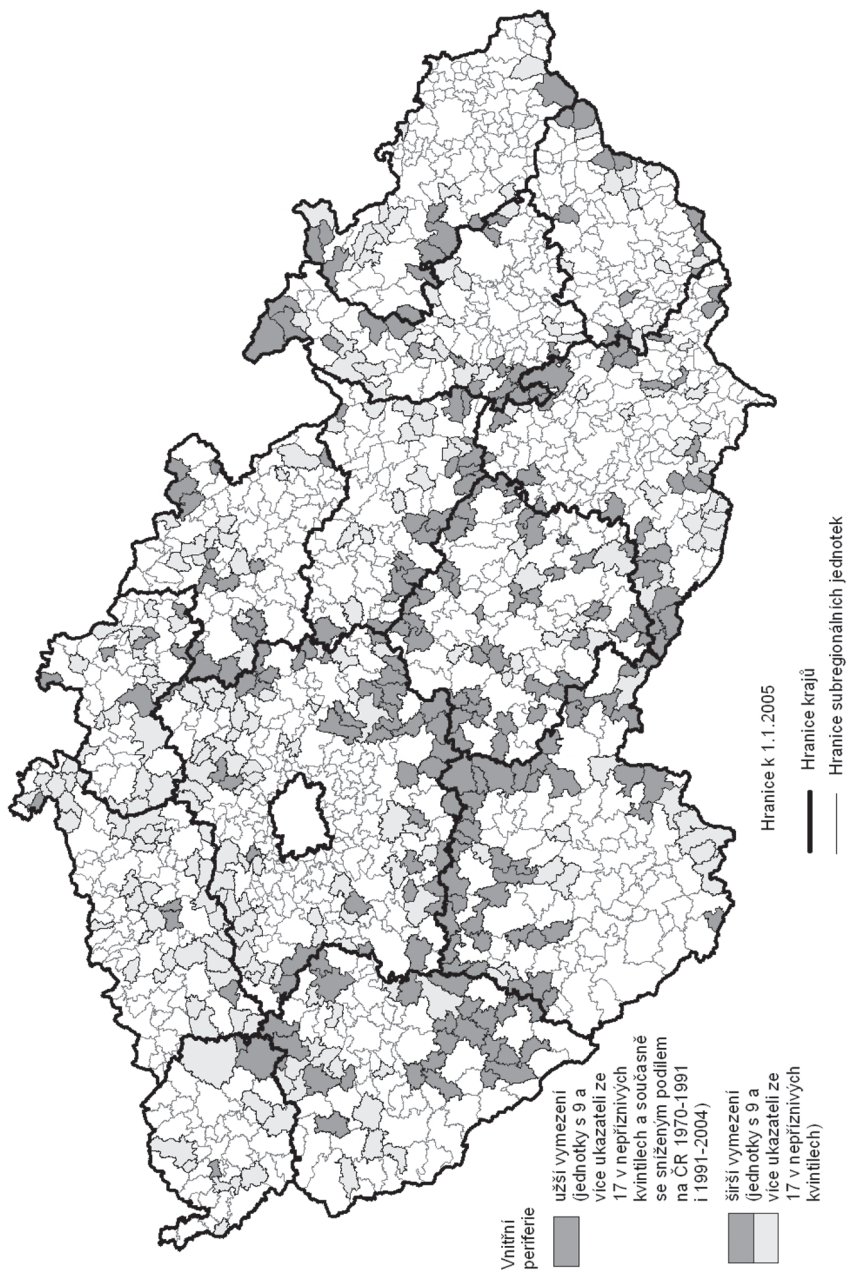 Vnitřní
periferie
užší vymezení
(jednotky s 9 a
více ukazateli ze
17 v nepříznivých
kvintilech a současně
se sníženým podílem
na ČR 1970-1991
i 1991-2004)
širší vymezení
(jednotky s 9 a
více ukazateli ze
17 v nepříznivých
kvintilech)
Hranice k 1.1.2005
Hranice krajů
Hranice subregionálních jednotek